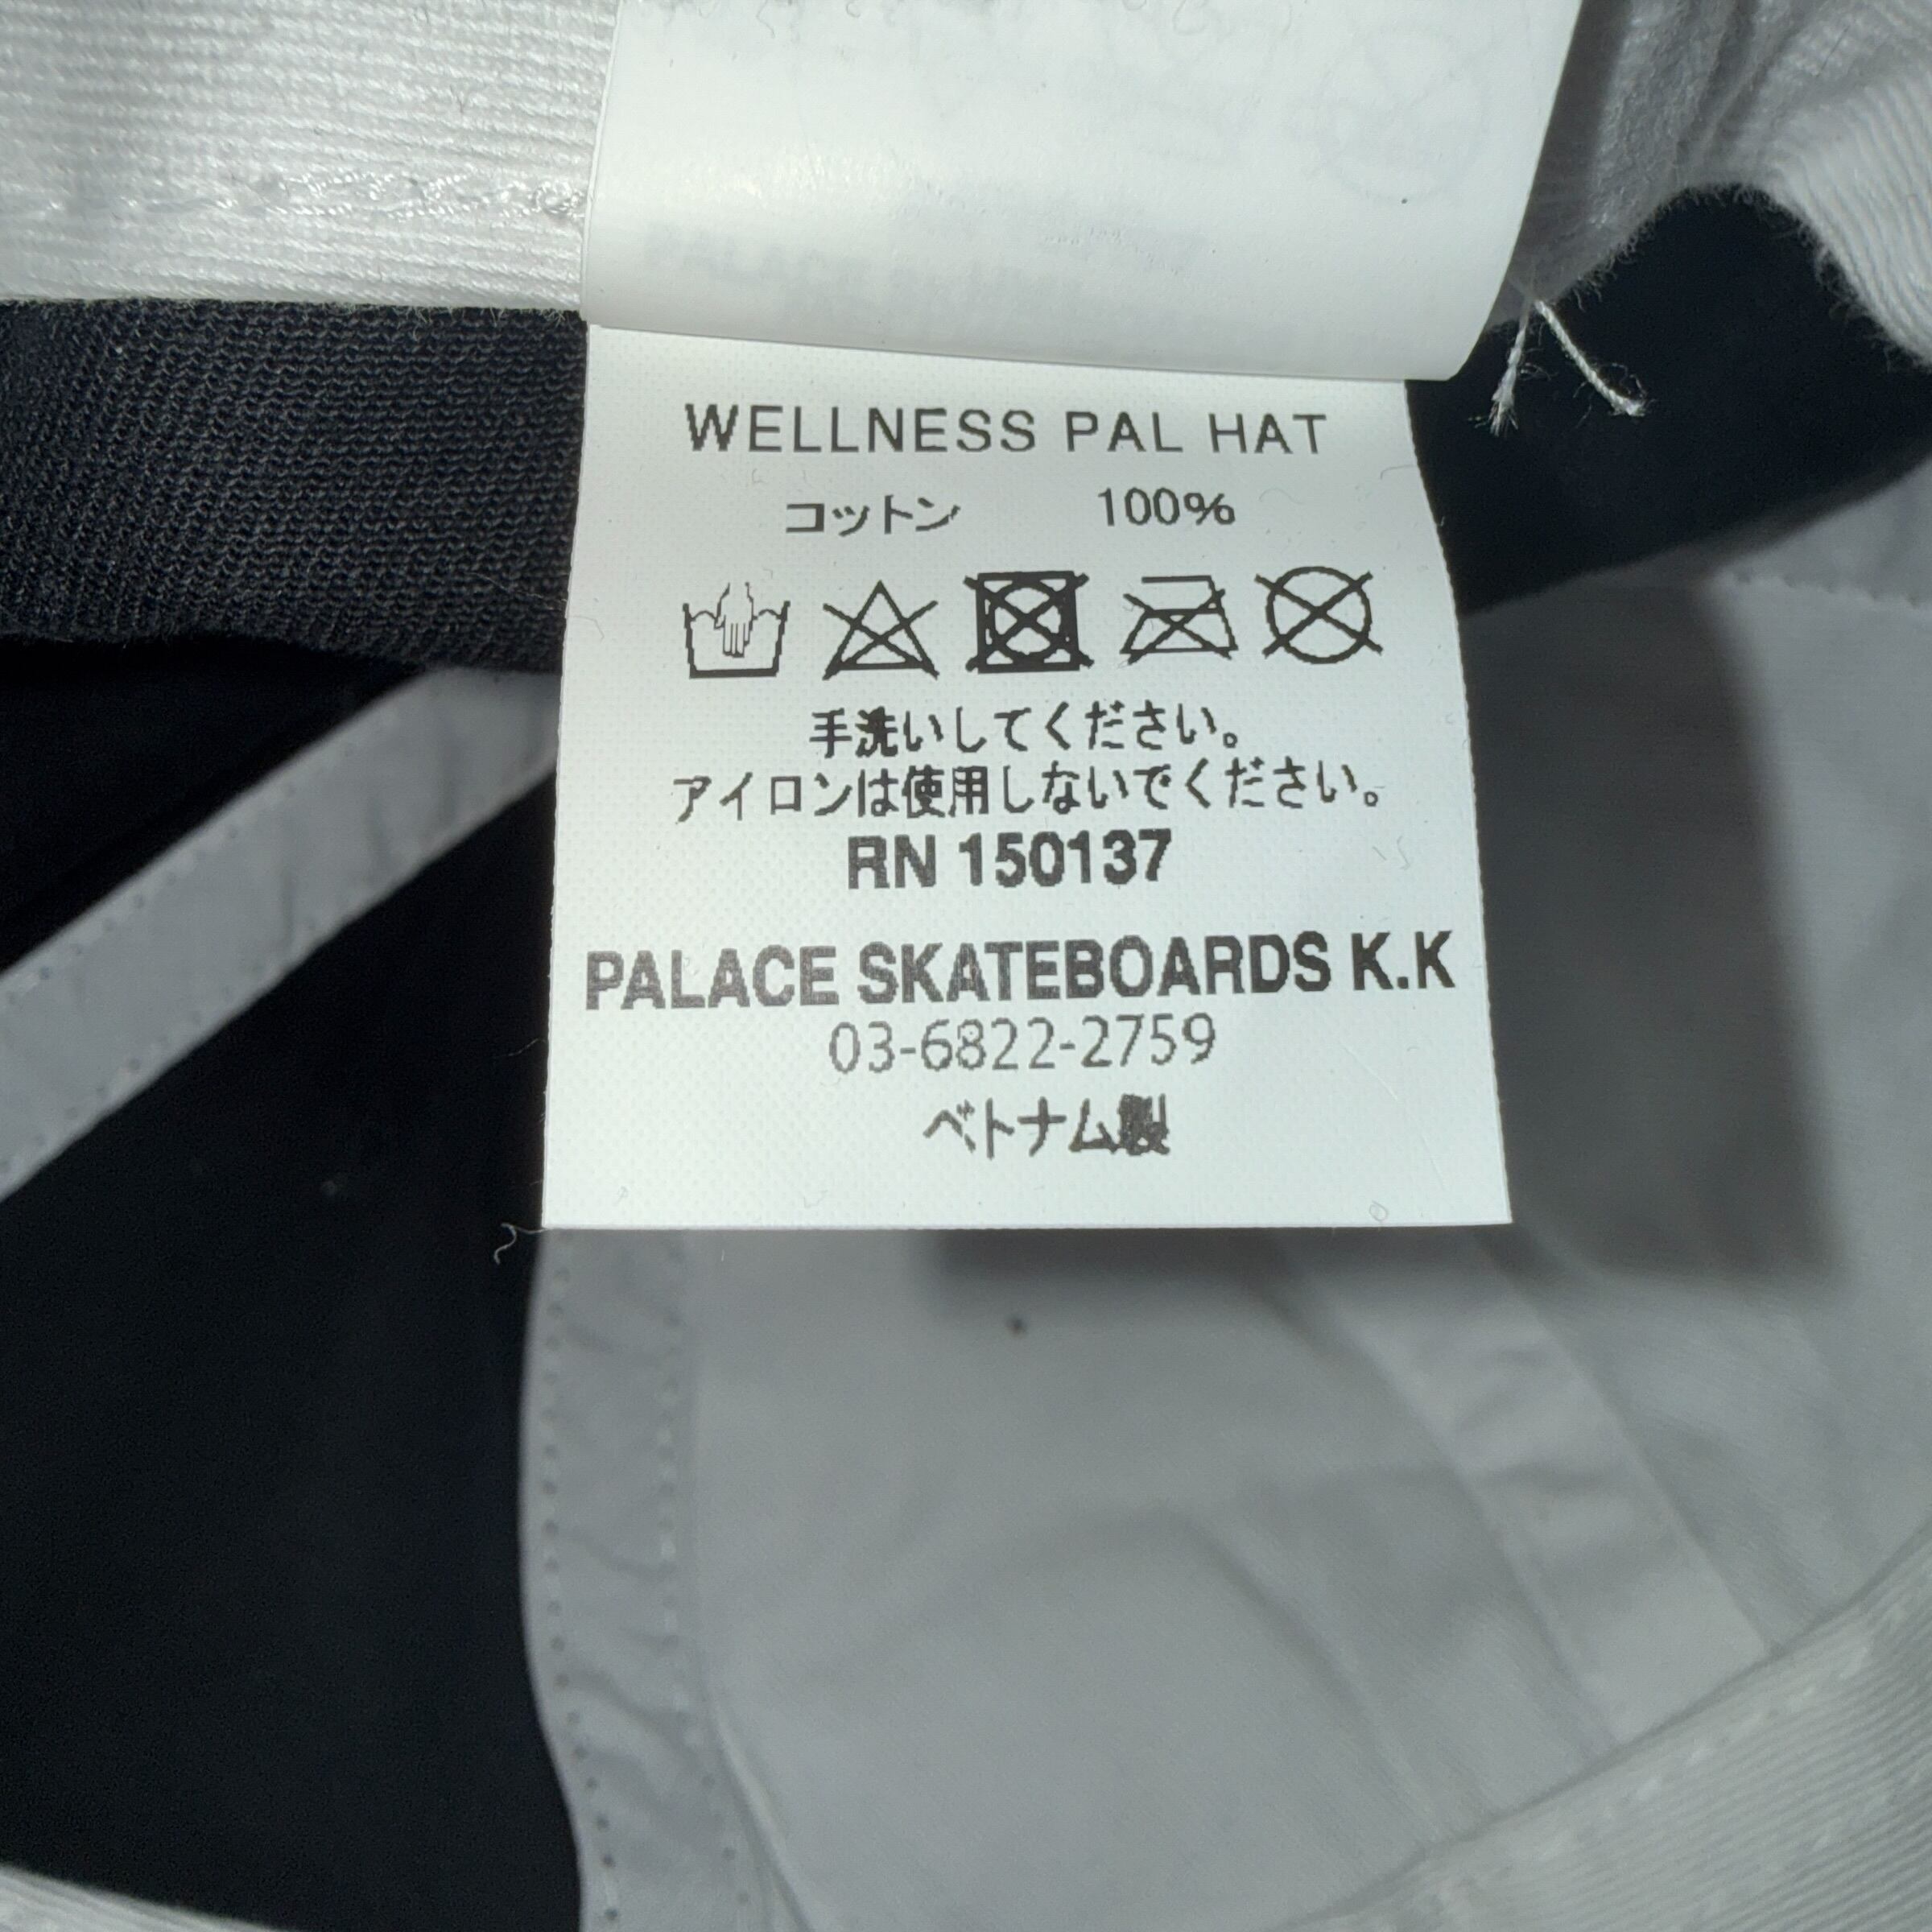 WELLNESS PAL HAT
コットン 100%
手洗いしてください。
アイロンは使用しないでください。
RN 150137
PALACE SKATEBOARDS K.K
03-6822-2759
ベトナム製